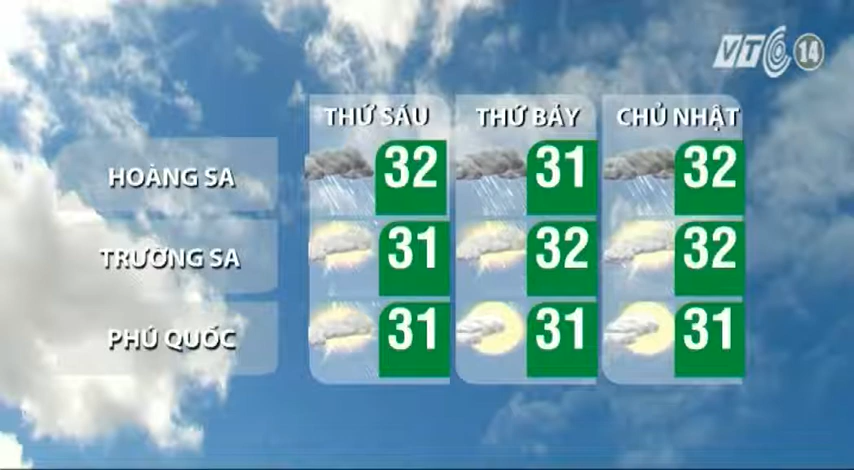 VTC 14
THỨ SÁU THỨ BẢY CHỦ NHẬT
HOÀNG SA 32 31 32
TRƯỜNG SA 31 32 32
PHÚ QUỐC 31 31 31